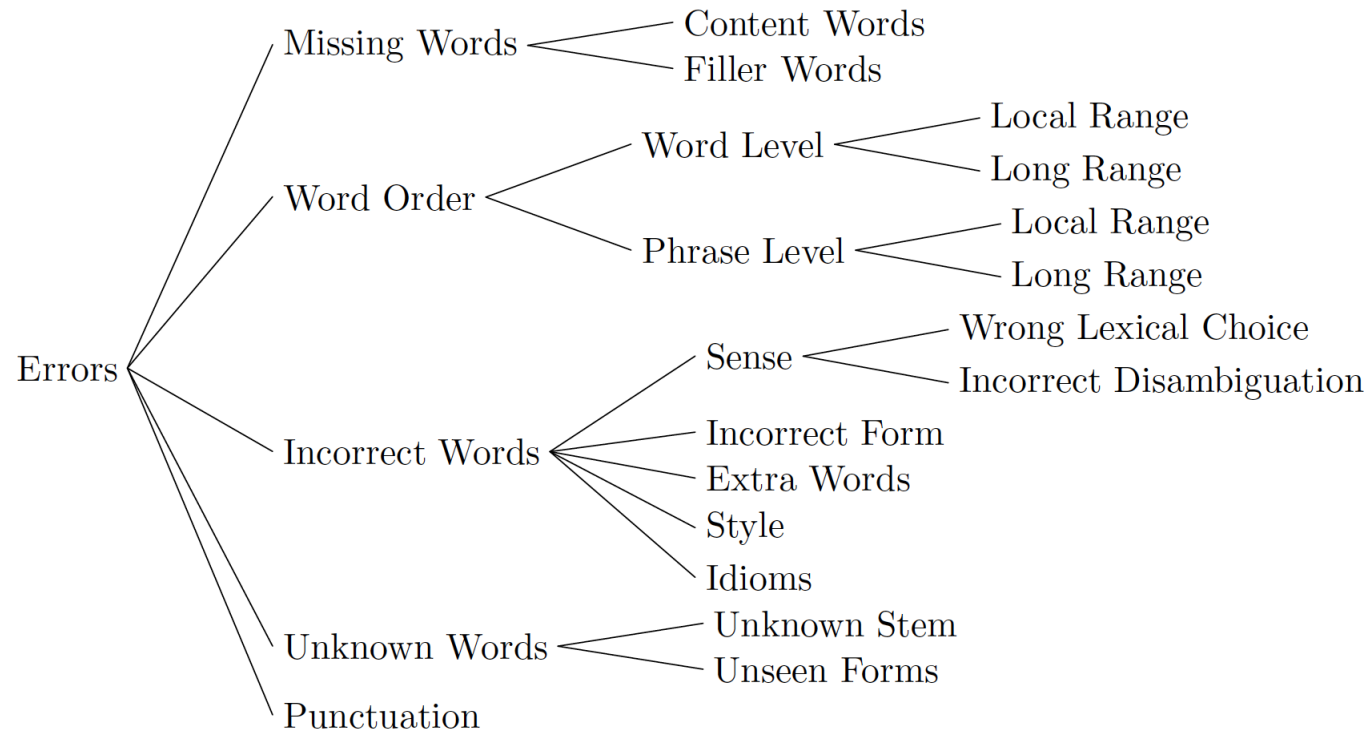 Errors
Missing Words
Content Words
Filler Words
Word Order
Word Level
Local Range
Long Range
Phrase Level
Local Range
Long Range
Incorrect Words
Sense
Wrong Lexical Choice
Incorrect Disambiguation
Incorrect Form
Extra Words
Style
Idioms
Unknown Words
Unknown Stem
Unseen Forms
Punctuation